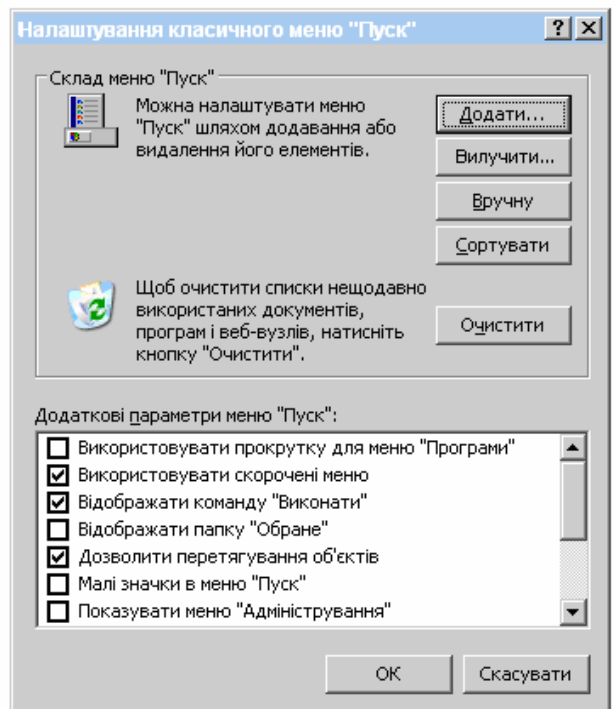 Налаштування класичного меню "Пуск"
Склад меню "Пуск"
Можна налаштувати меню
"Пуск" шляхом додавання або
видалення його елементів.
Додати...
Вилучити...
Вручну
Сортувати
Щоб очистити списки нещодавно
використаних документів,
програм і веб-вузлів, натисніть
кнопку "Очистити".
Очистити
Додаткові параметри меню "Пуск":
Використовувати прокрутку для меню "Програми"
Використовувати скорочені меню
Відображати команду "Виконати"
Відображати папку "Обране"
Дозволити перетягування об'єктів
Малі значки в меню "Пуск"
Показувати меню "Адміністрування"
ОК
Скасувати